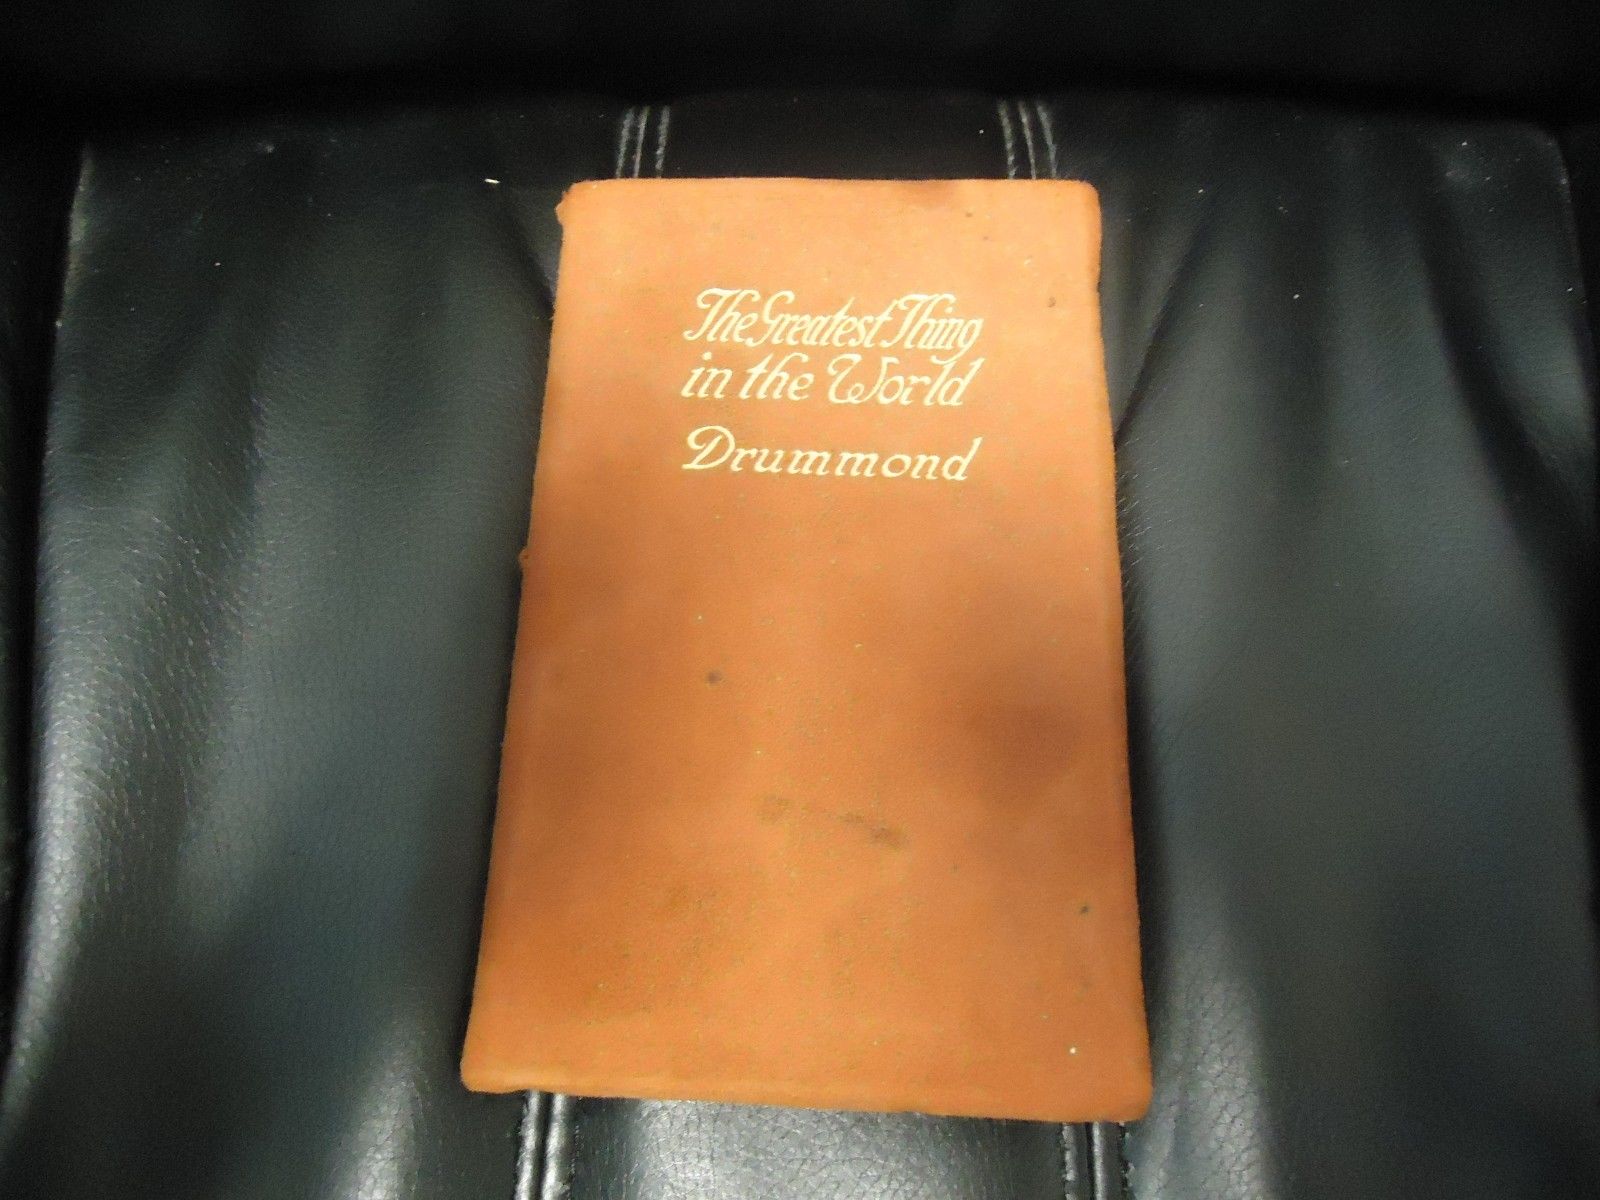 The Greatest Thing
in the World
Drummond